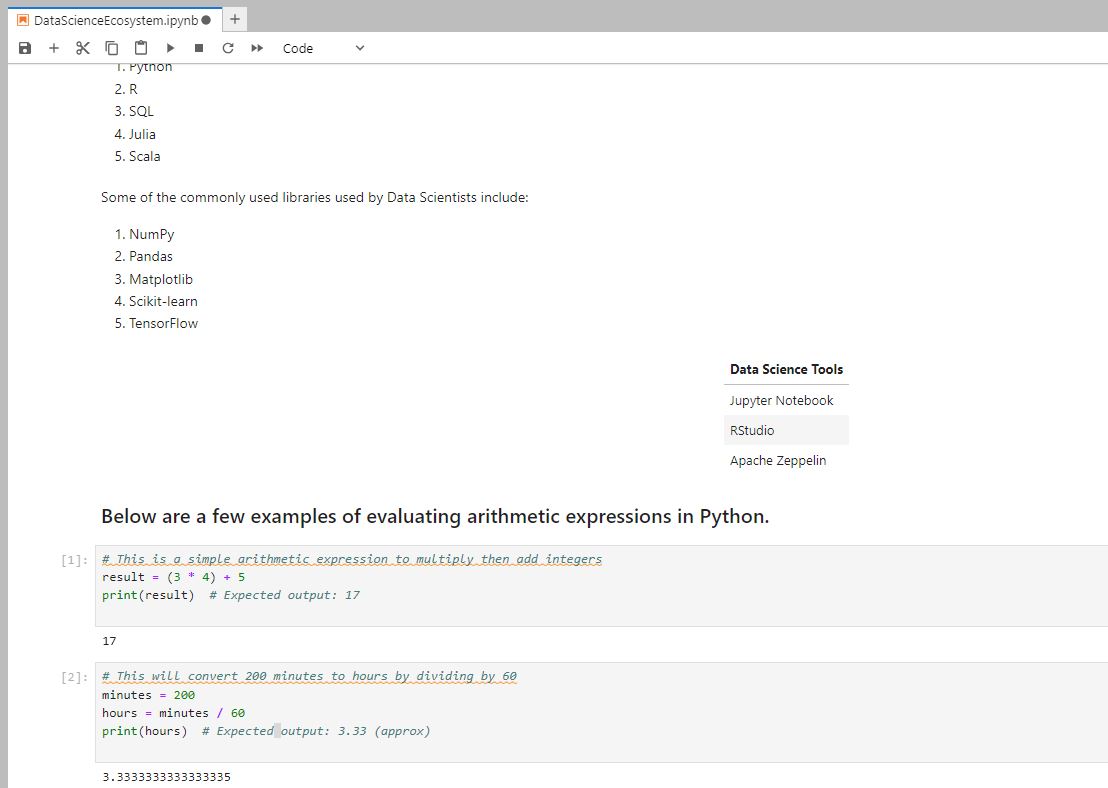 DataScienceEcosystem.ipynb
Code
1. Python
2. R
3. SQL
4. Julia
5. Scala
Some of the commonly used libraries used by Data Scientists include:
1. NumPy
2. Pandas
3. Matplotlib
4. Scikit-learn
5. TensorFlow
Data Science Tools
Jupyter Notebook
RStudio
Apache Zeppelin
Below are a few examples of evaluating arithmetic expressions in Python.
[1]: # This is a simple arithmetic expression to multiply then add integers
result = (3 * 4) + 5
print(result)  # Expected output: 17
17
[2]: # This will convert 200 minutes to hours by dividing by 60
minutes = 200
hours = minutes / 60
print(hours)  # Expected output: 3.33 (approx)
3.3333333333333335